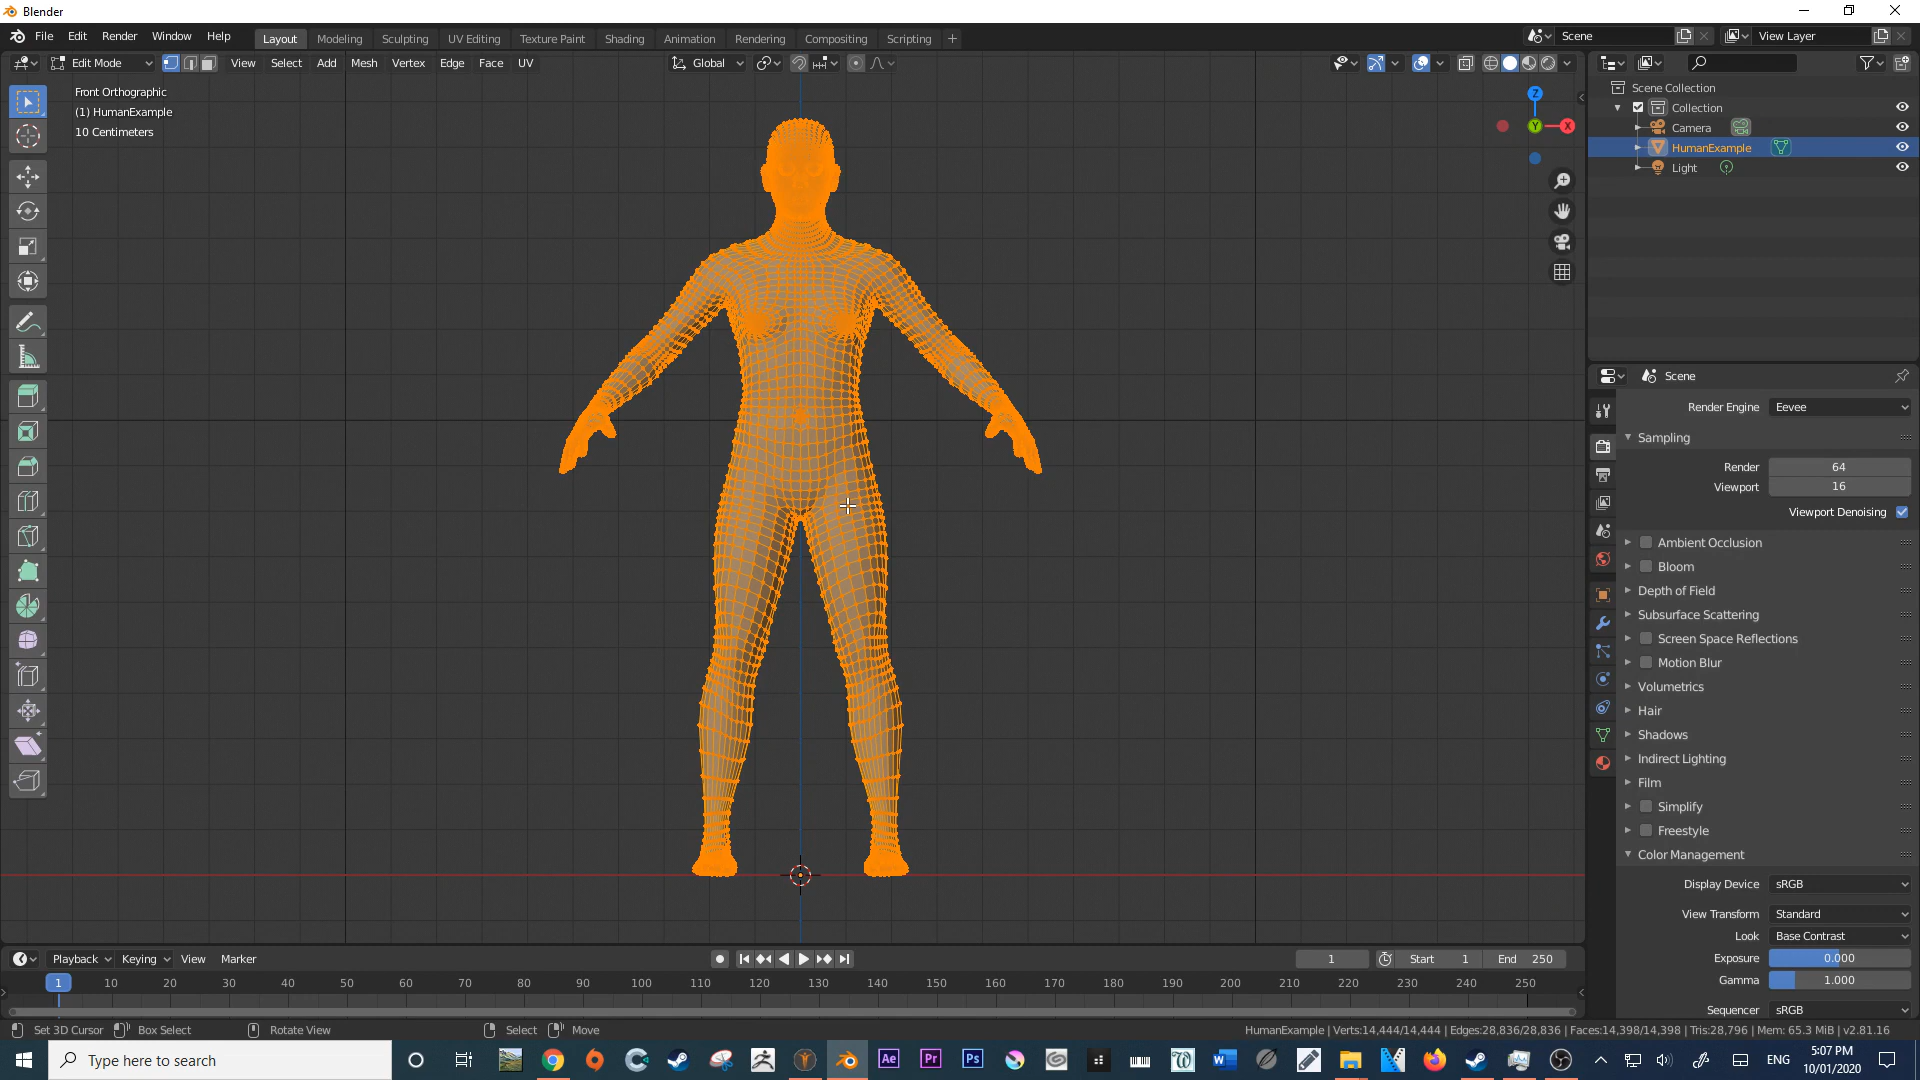 Blender
File Edit Render Window Help
Layout Modeling Sculpting UV Editing Texture Paint Shading Animation Rendering Compositing Scripting +
Scene
View Layer
Edit Mode
View Select Add Mesh Vertex Edge Face UV
Global
Front Orthographic
(1) HumanExample
10 Centimeters
Z
Y
X
Scene Collection
Collection
Camera
HumanExample
Light
Scene
Render Engine Eevee
Sampling
Render 64
Viewport 16
Viewport Denoising
Ambient Occlusion
Bloom
Depth of Field
Subsurface Scattering
Screen Space Reflections
Motion Blur
Volumetrics
Hair
Shadows
Indirect Lighting
Film
Simplify
Freestyle
Color Management
Display Device sRGB
View Transform Standard
Look Base Contrast
Exposure 0.000
Gamma 1.000
Sequencer sRGB
Playback Keying View Marker
1
Start 1
End 250
1 10 20 30 40 50 60 70 80 90 100 110 120 130 140 150 160 170 180 190 200 210 220 230 240 250
Set 3D Cursor Box Select Rotate View Select Move
HumanExample | Verts:14,444/14,444 | Edges:28,836/28,836 | Faces:14,398/14,398 | Tris:28,796 | Mem: 65.3 MiB | v2.81.16
Type here to search
Ae Pr Ps
ENG
5:07 PM
10/01/2020